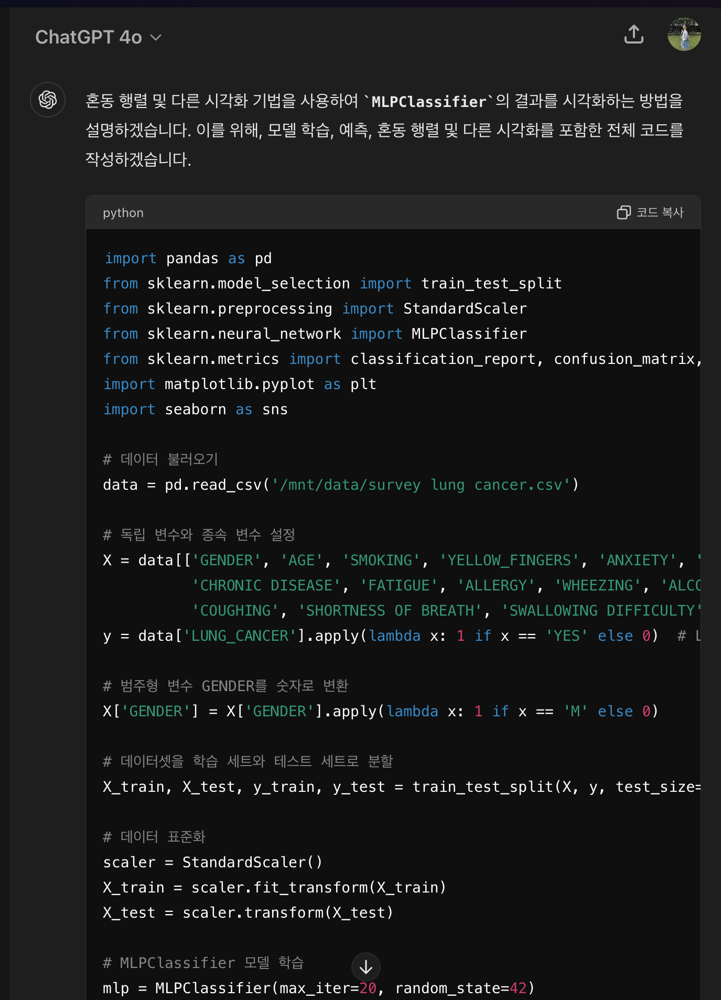 ChatGPT 4o
혼동 행렬 및 다른 시각화 기법을 사용하여 `MLPClassifier`의 결과를 시각화하는 방법을
설명하겠습니다. 이를 위해, 모델 학습, 예측, 혼동 행렬 및 다른 시각화를 포함한 전체 코드를
작성하겠습니다.
python 코드 복사
import pandas as pd
from sklearn.model_selection import train_test_split
from sklearn.preprocessing import StandardScaler
from sklearn.neural_network import MLPClassifier
from sklearn.metrics import classification_report, confusion_matrix,
import matplotlib.pyplot as plt
import seaborn as sns
# 데이터 불러오기
data = pd.read_csv('/mnt/data/survey lung cancer.csv')
# 독립 변수와 종속 변수 설정
X = data[['GENDER', 'AGE', 'SMOKING', 'YELLOW_FINGERS', 'ANXIETY', '
'CHRONIC DISEASE', 'FATIGUE', 'ALLERGY', 'WHEEZING', 'ALCO
'COUGHING', 'SHORTNESS OF BREATH', 'SWALLOWING DIFFICULTY'
y = data['LUNG_CANCER'].apply(lambda x: 1 if x == 'YES' else 0)  # L
# 범주형 변수 GENDER를 숫자로 변환
X['GENDER'] = X['GENDER'].apply(lambda x: 1 if x == 'M' else 0)
# 데이터셋을 학습 세트와 테스트 세트로 분할
X_train, X_test, y_train, y_test = train_test_split(X, y, test_size=
# 데이터 표준화
scaler = StandardScaler()
X_train = scaler.fit_transform(X_train)
X_test = scaler.transform(X_test)
# MLPClassifier 모델 학습
mlp = MLPClassifier(max_iter=20, random_state=42)